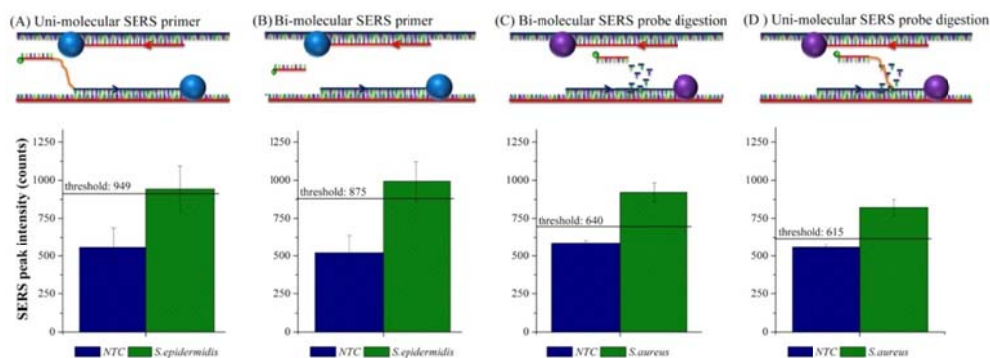 (A) Uni-molecular SERS primer
(B) Bi-molecular SERS primer
(C) Bi-molecular SERS probe digestion
(D ) Uni-molecular SERS probe digestion
SERS peak intensity (counts)
1250
1000
750
500
250
0
threshold: 949
NTC
S.epidermidis
1250
1000
750
500
250
0
threshold: 875
NTC
S.epidermidis
1250
1000
750
500
250
0
threshold: 640
NTC
S.aureus
1250
1000
750
500
250
0
threshold: 615
NTC
S.aureus